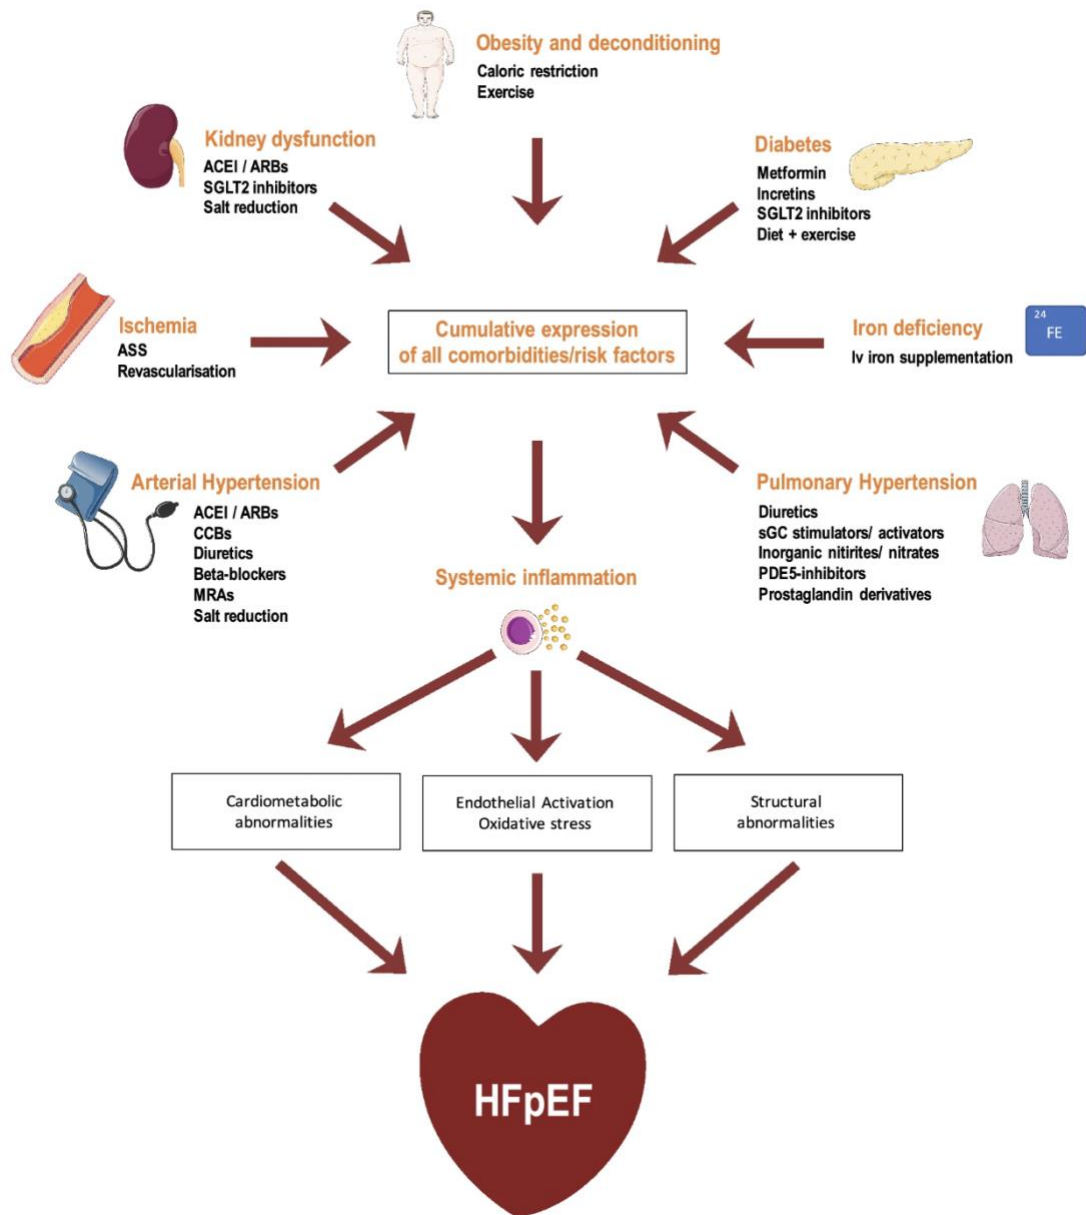 Obesity and deconditioning
Caloric restriction
Exercise
Kidney dysfunction
ACEI / ARBs
SGLT2 inhibitors
Salt reduction
Diabetes
Metformin
Incretins
SGLT2 inhibitors
Diet + exercise
Ischemia
ASS
Revascularisation
Cumulative expression
of all comorbidities/risk factors
Iron deficiency
Iv iron supplementation
24
FE
Arterial Hypertension
ACEI / ARBs
CCBs
Diuretics
Beta-blockers
MRAs
Salt reduction
Pulmonary Hypertension
Diuretics
sGC stimulators/ activators
Inorganic nitirites/ nitrates
PDE5-inhibitors
Prostaglandin derivatives
Systemic inflammation
Cardiometabolic
abnormalities
Endothelial Activation
Oxidative stress
Structural
abnormalities
HFpEF